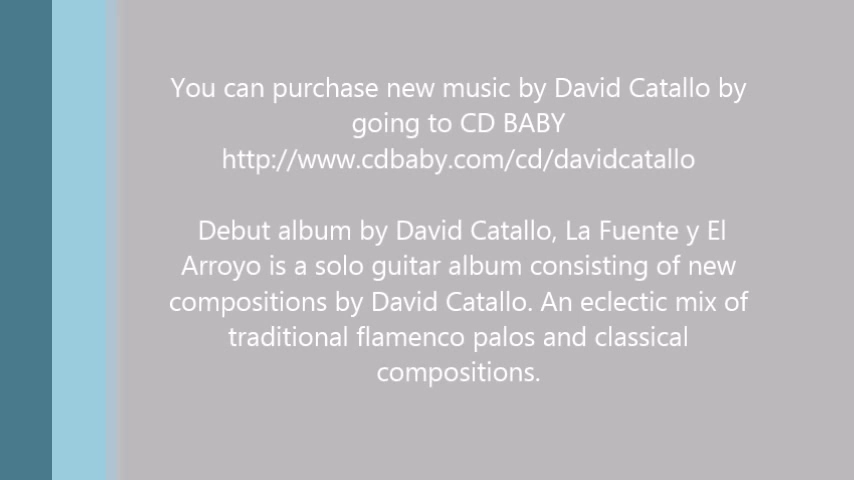 You can purchase new music by David Catallo by
going to CD BABY
http://www.cdbaby.com/cd/davidcatallo
Debut album by David Catallo, La Fuente y El
Arroyo is a solo guitar album consisting of new
compositions by David Catallo. An eclectic mix of
traditional flamenco palos and classical
compositions.